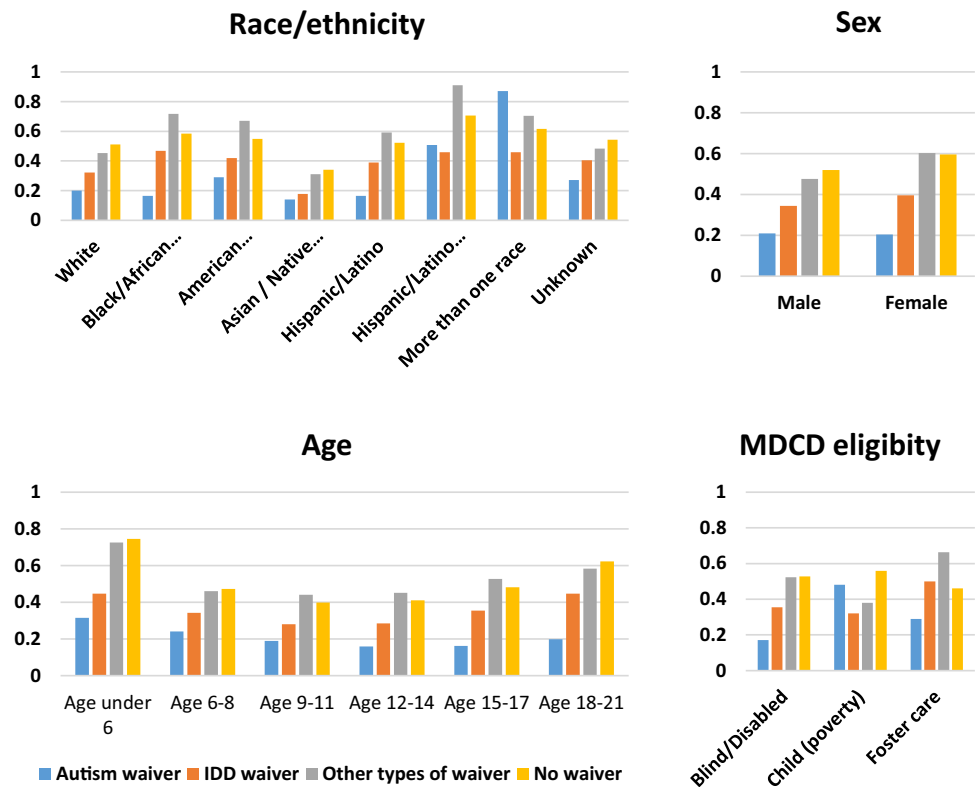 Race/ethnicity
1
0.8
0.6
0.4
0.2
0
White
Black/African...
American...
Asian / Native...
Hispanic/Latino
Hispanic/Latino...
More than one race
Unknown
Sex
1
0.8
0.6
0.4
0.2
0
Male Female
Age
1
0.8
0.6
0.4
0.2
0
Age under Age 6-8 Age 9-11 Age 12-14 Age 15-17 Age 18-21
6
Autism waiver IDD waiver Other types of waiver No waiver
MDCD eligibity
1
0.8
0.6
0.4
0.2
0
Blind/Disabled
Child (poverty)
Foster care